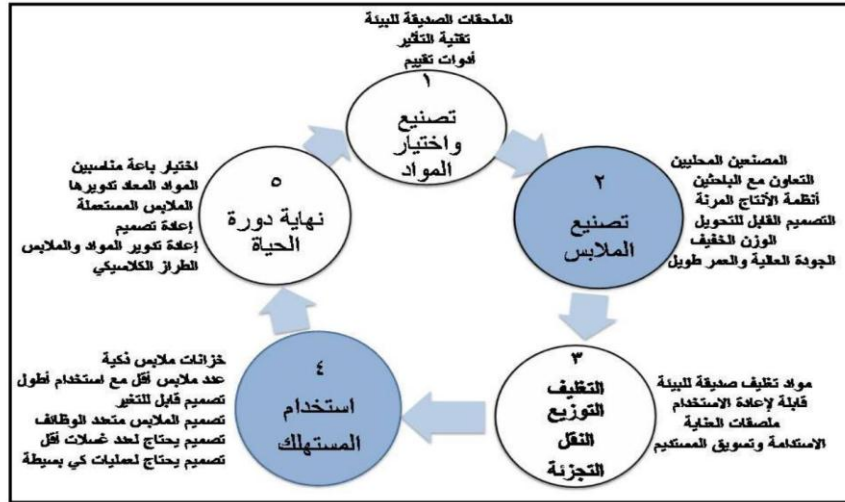 الملحقات الصديقة للبيئة
تقنية التأثير
أدوات تقييم
١
تصنيع
واختيار
المواد
المصنعين المحليين
التعاون مع الباحثين
أنظمة الأنتاج المرنة
التصميم القابل للتحويل
الوزن الخفيف
الجودة العالية والعمر طويل
٢
تصنيع
الملابس
مواد تغليف صديقة للبيئة
قابلة لإعادة الاستخدام
ملصقات العناية
الاستدامة وتسويق المستديم
٣
التغليف
التوزيع
النقل
التجزئة
٤
استخدام
المستهلك
خزانات ملابس ذكية
عدد ملابس أقل مع استخدام أطول
تصميم قابل للتغير
تصميم الملابس متعدد الوظائف
تصميم يحتاج لعدد غسلات أقل
تصميم يحتاج لعمليات كي بسيطة
٥
نهاية دورة
الحياة
اختيار باعة مناسبين
المواد المعاد تدويرها
الملابس المستعملة
إعادة تصميم
إعادة تدوير المواد والملابس
الطراز الكلاسيكي